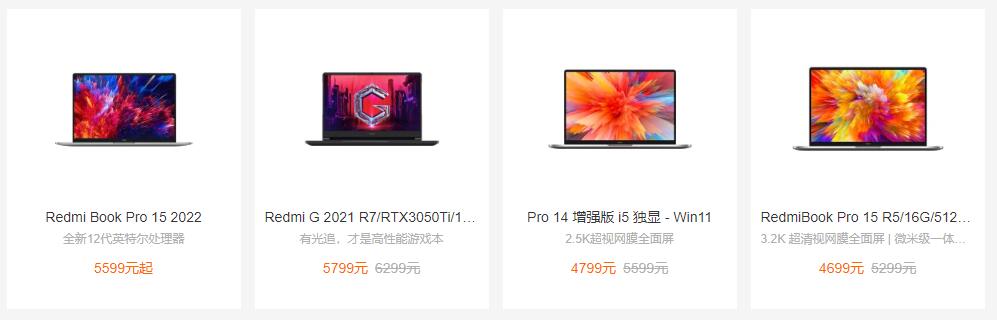 Redmi Book Pro 15 2022
全新12代英特尔处理器
5599元起
Redmi G 2021 R7/RTX3050Ti/1...
有光追，才是高性能游戏本
5799元 6299元
Pro 14 增强版 i5 独显 - Win11
2.5K超视网膜全面屏
4799元 5599元
RedmiBook Pro 15 R5/16G/512...
3.2K 超清视网膜全面屏 | 微米级一体...
4699元 5299元